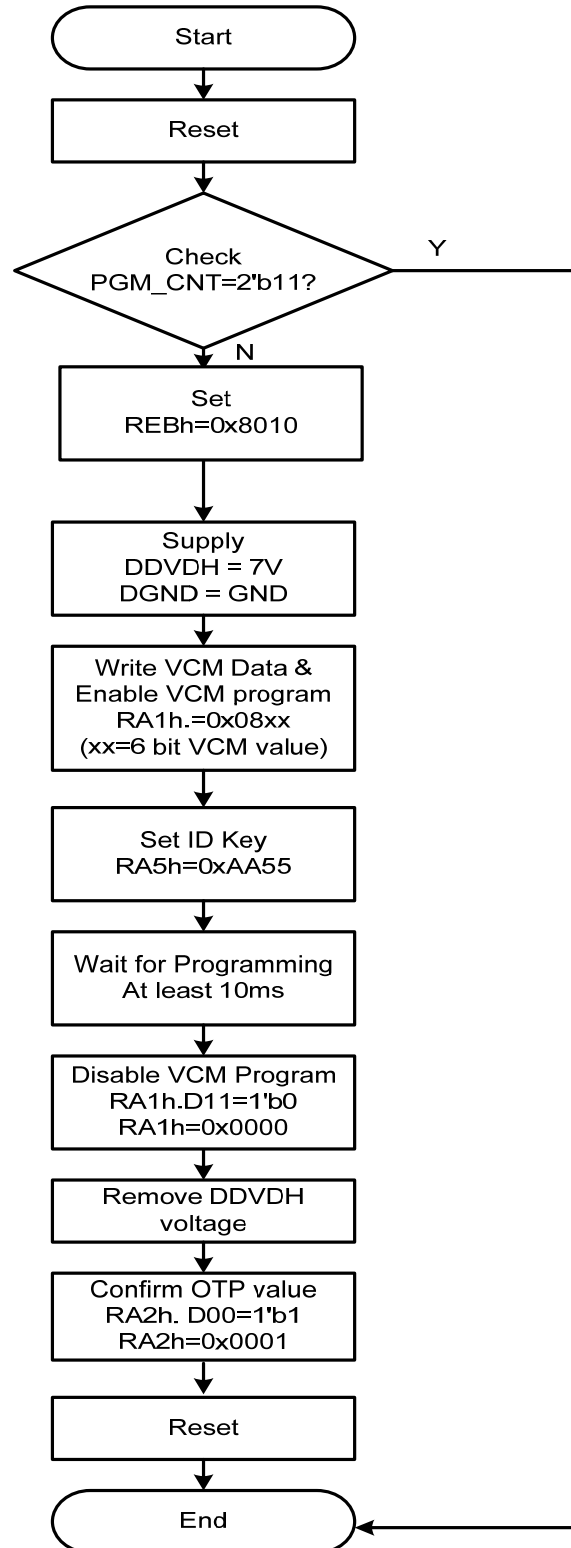 Start
Reset
Check
PGM_CNT=2'b11?
Y
N
Set
REBh=0x8010
Supply
DDVDH = 7V
DGND = GND
Write VCM Data &
Enable VCM program
RA1h.=0x08xx
(xx=6 bit VCM value)
Set ID Key
RA5h=0xAA55
Wait for Programming
At least 10ms
Disable VCM Program
RA1h.D11=1'b0
RA1h=0x0000
Remove DDVDH
voltage
Confirm OTP value
RA2h. D00=1'b1
RA2h=0x0001
Reset
End